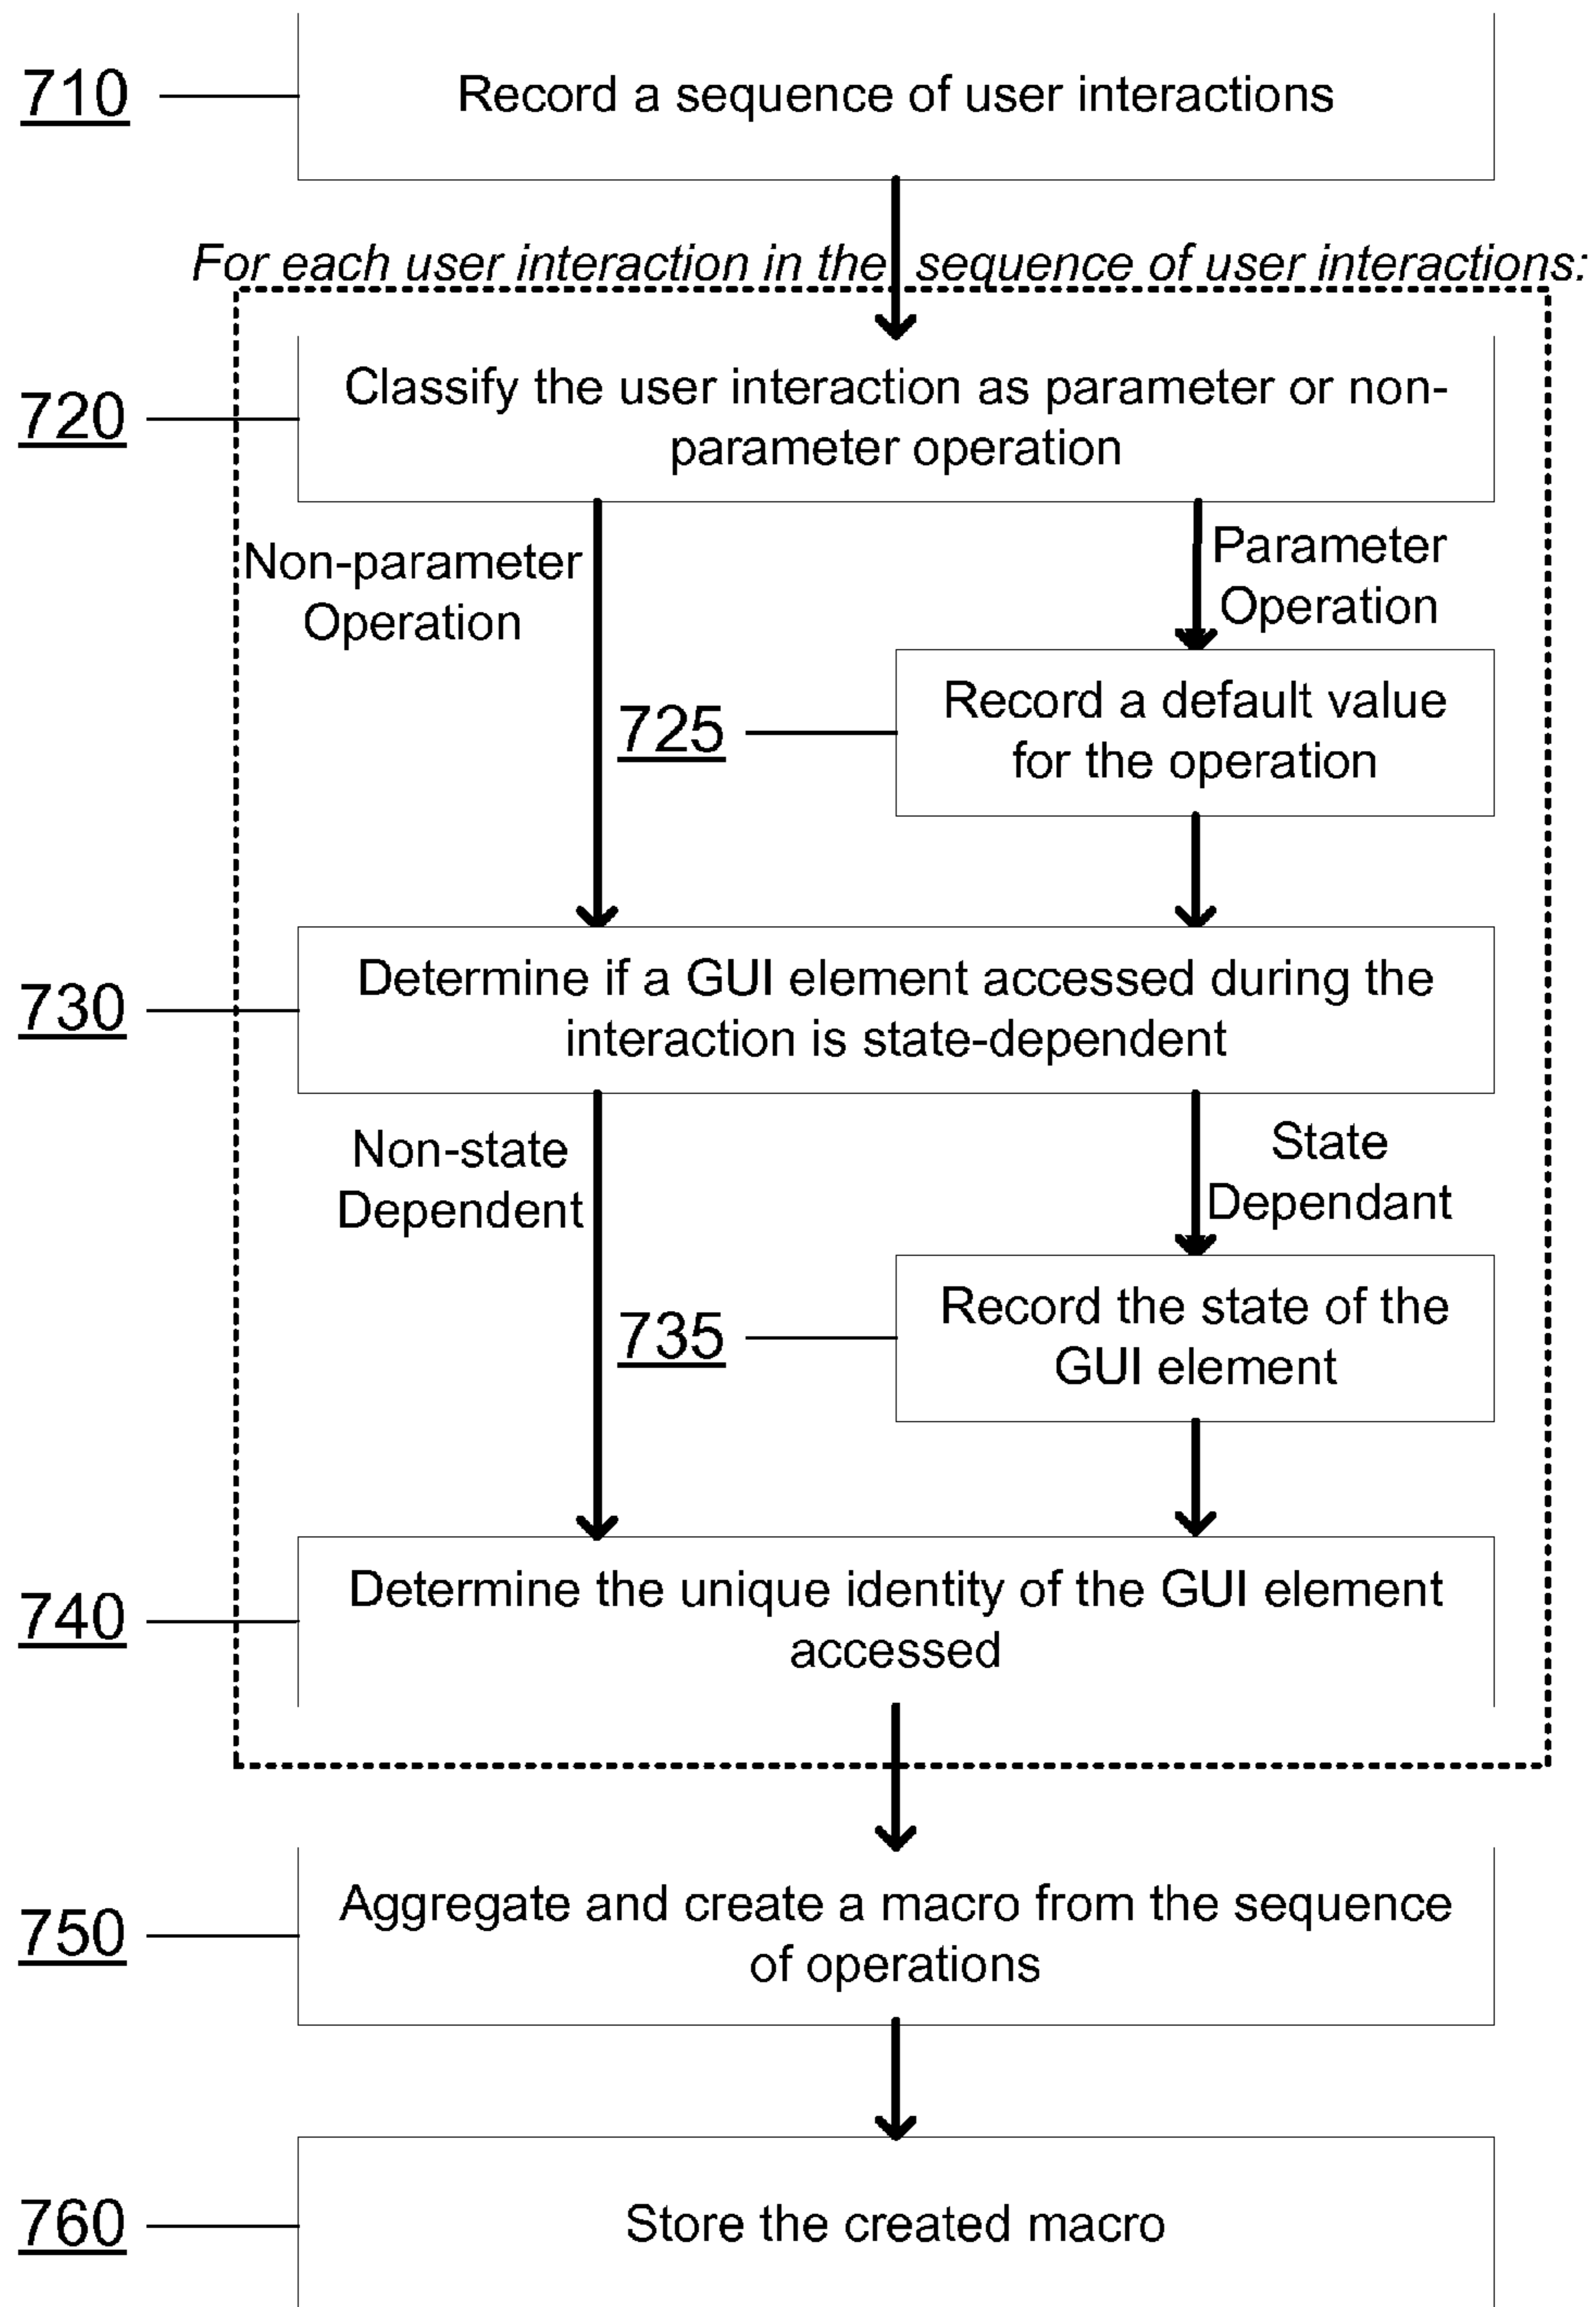 710
Record a sequence of user interactions
For each user interaction in the sequence of user interactions:
720
Classify the user interaction as parameter or non-
parameter operation
Non-parameter
Operation
Parameter
Operation
725
Record a default value
for the operation
730
Determine if a GUI element accessed during the
interaction is state-dependent
Non-state
Dependent
State
Dependant
735
Record the state of the
GUI element
740
Determine the unique identity of the GUI element
accessed
750
Aggregate and create a macro from the sequence
of operations
760
Store the created macro